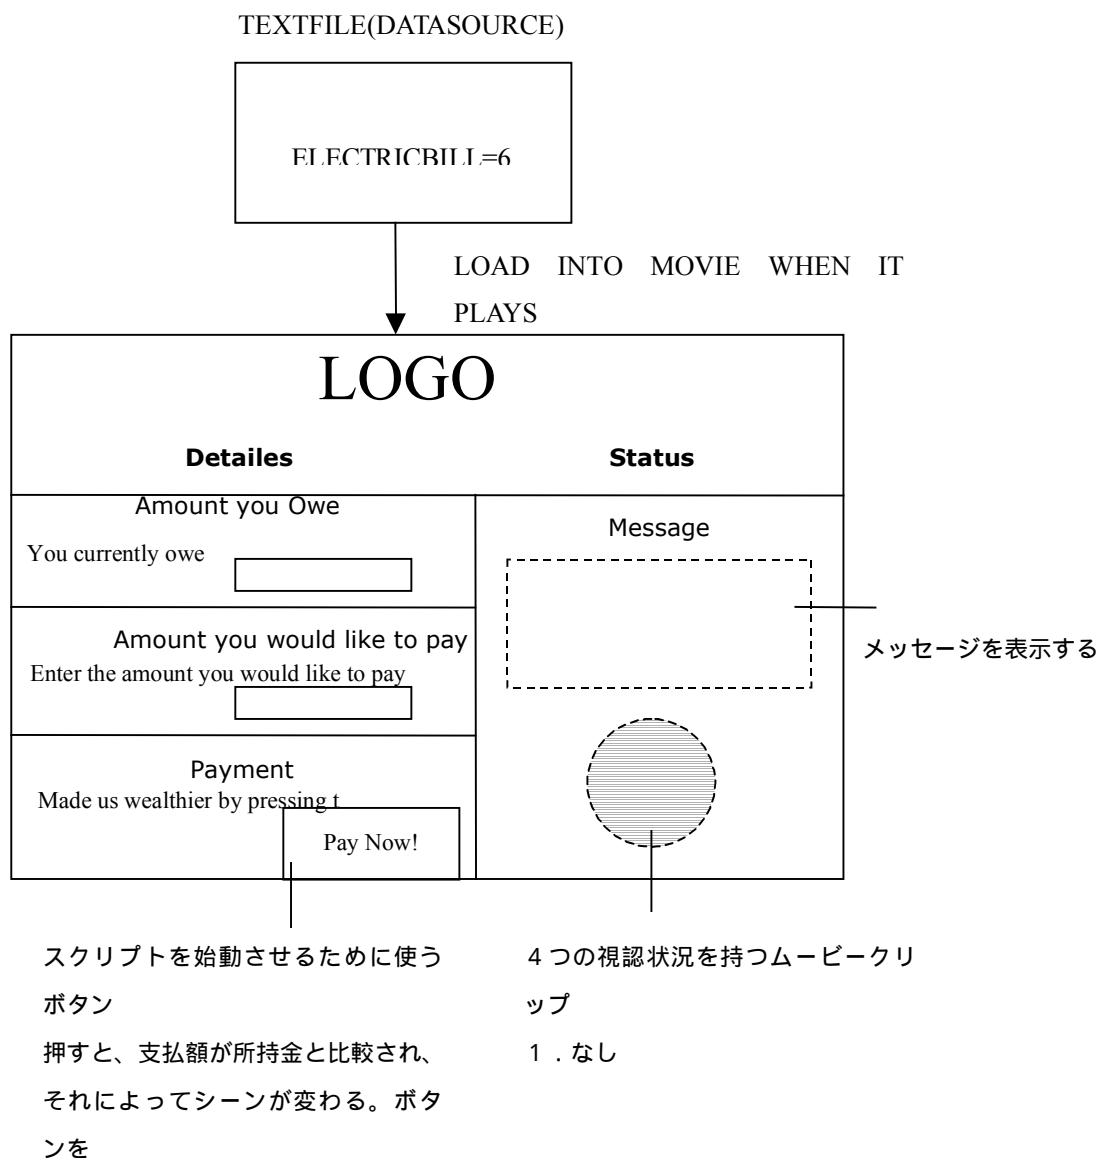 TEXTFILE(DATASOURCE)
ELECTRICBILL=6
LOAD INTO MOVIE WHEN IT
PLAYS
LOGO
Detailes
Status
Amount you Owe
You currently owe
Message
メッセージを表示する
Amount you would like to pay
Enter the amount you would like to pay
Payment
Made us wealthier by pressing t
Pay Now!
スクリプトを始動させるために使う
ボタン
押すと、支払額が所持金と比較され、
それによってシーンが変わる。ボタ
ンを
４つの視認状況を持つムービークリ
ップ
１．なし